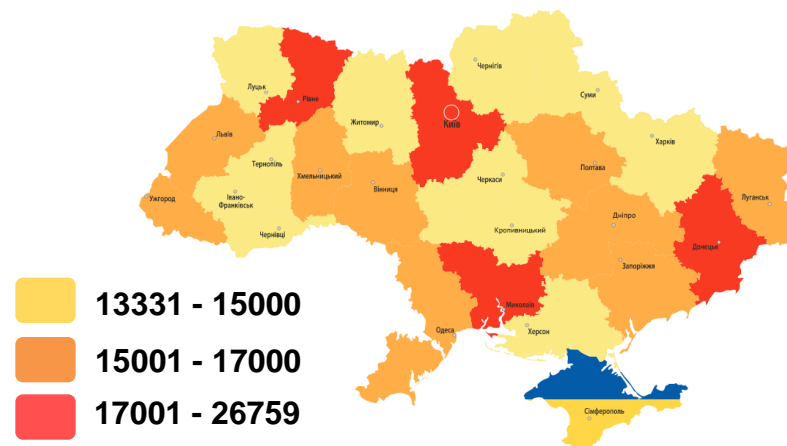 Чернігів
Луцьк
Рівне
Суми
Київ
Житомир
Львів
Харків
Тернопіль
Хмельницький
Черкаси
Полтава
Вінниця
Ужгород
Івано-
Франківськ
Луганськ
Дніпро
Кропивницький
Чернівці
Донецьк
Запоріжжя
13331 - 15000
Миколаїв
Одеса
Херсон
15001 - 17000
17001 - 26759
Сімферополь